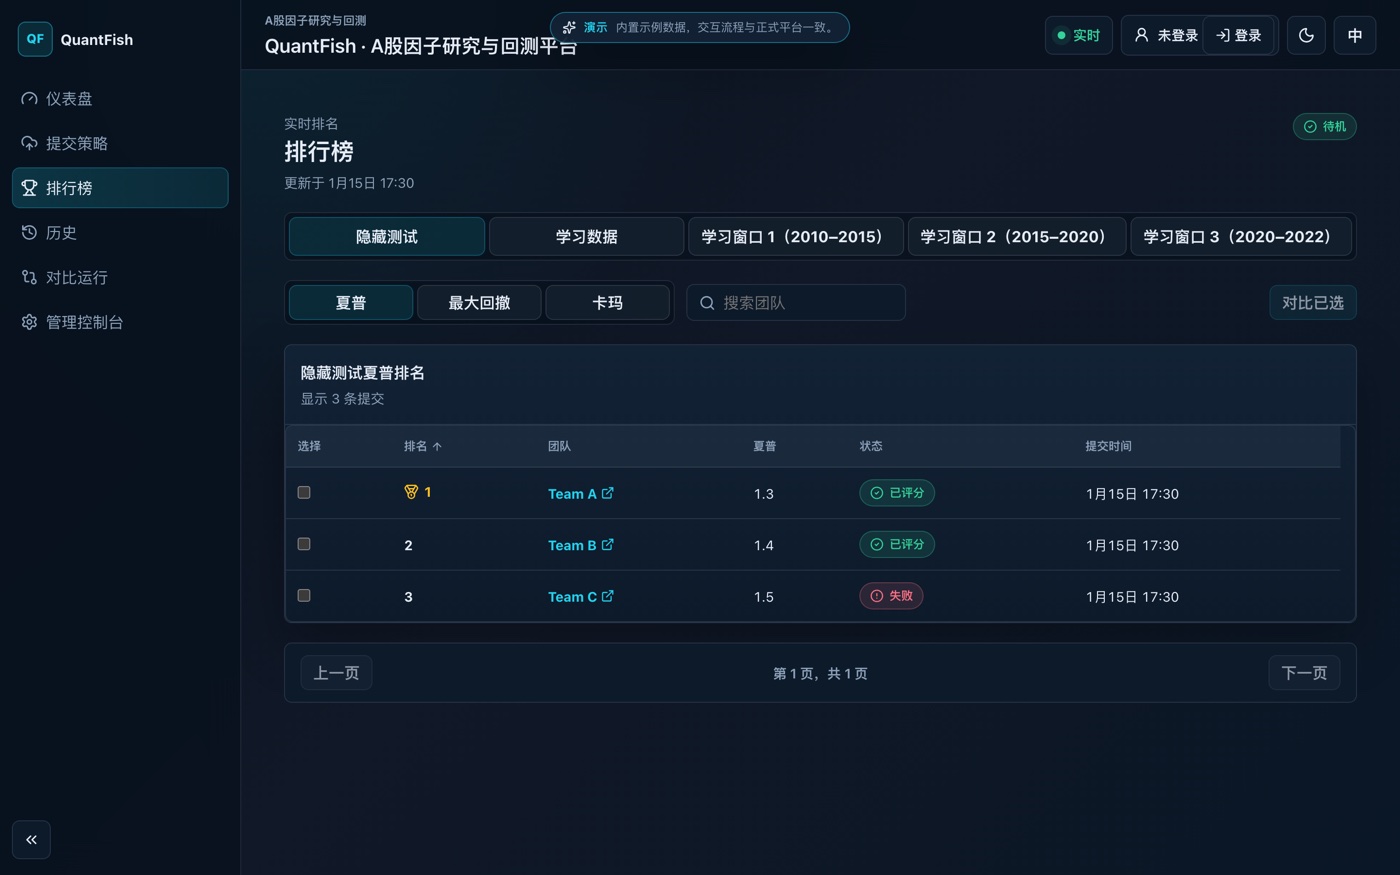 QF QuantFish
仪表盘
提交策略
排行榜
历史
对比运行
管理控制台
A股因子研究与回测
QuantFish · A股因子研究与回测平台
演示 内置示例数据，交互流程与正式平台一致。
实时
未登录
登录
中
实时排名
排行榜
更新于 1月15日 17:30
待机
隐藏测试 学习数据 学习窗口 1（2010–2015） 学习窗口 2（2015–2020） 学习窗口 3（2020–2022）
夏普 最大回撤 卡玛 搜索团队 对比已选
隐藏测试夏普排名
显示 3 条提交
选择 排名 ↑ 团队 夏普 状态 提交时间
1 Team A 1.3 已评分 1月15日 17:30
2 Team B 1.4 已评分 1月15日 17:30
3 Team C 1.5 失败 1月15日 17:30
上一页 第 1 页，共 1 页 下一页